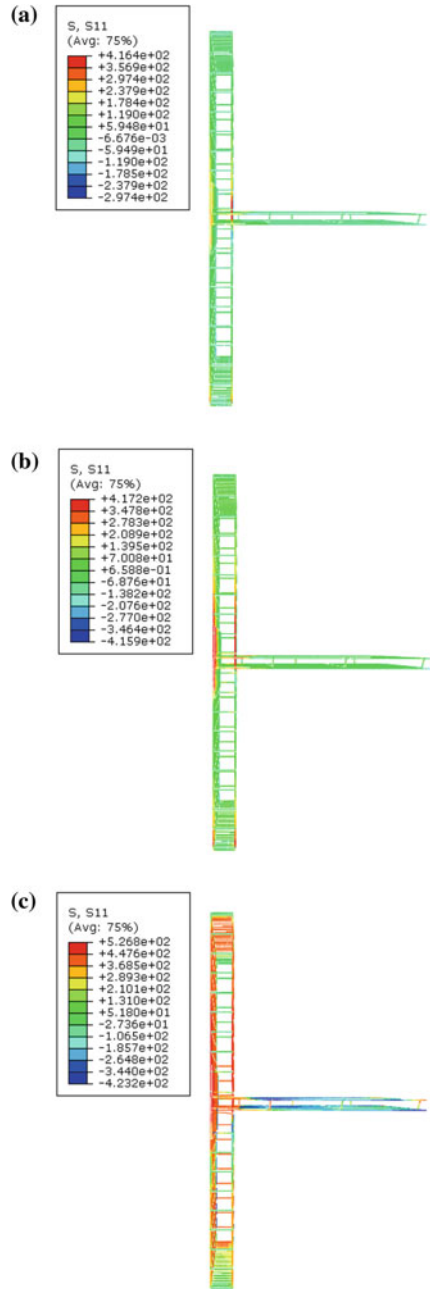 (a)
S, S11
(Avg: 75%)
+4.164e+02
+3.569e+02
+2.974e+02
+2.379e+02
+1.784e+02
+1.190e+02
+5.948e+01
-6.676e-03
-5.949e+01
-1.190e+02
-1.785e+02
-2.379e+02
-2.974e+02
(b)
S, S11
(Avg: 75%)
+4.172e+02
+3.478e+02
+2.783e+02
+2.089e+02
+1.395e+02
+7.008e+01
+6.588e-01
-6.876e+01
-1.382e+02
-2.076e+02
-2.770e+02
-3.464e+02
-4.159e+02
(c)
S, S11
(Avg: 75%)
+5.268e+02
+4.476e+02
+3.685e+02
+2.893e+02
+2.101e+02
+1.310e+02
+5.180e+01
-2.736e+01
-1.065e+02
-1.857e+02
-2.648e+02
-3.440e+02
-4.232e+02